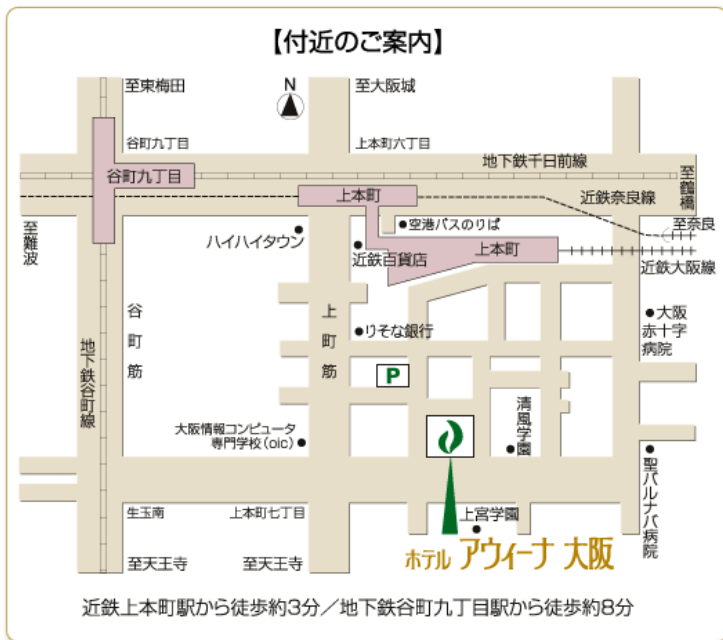 【付近のご案内】
至東梅田
N
至大阪城
谷町九丁目
上本町六丁目
地下鉄千日前線
至鶴橋
谷町九丁目
上本町
近鉄奈良線
至難波
ハイハイタウン
空港バスのりば
至奈良
近鉄百貨店
上本町
近鉄大阪線
谷町筋
上町筋
りそな銀行
大阪
赤十字
病院
地下鉄谷町線
P
清風学園
大阪情報コンピュータ
専門学校(oic)
聖バルナバ病院
生玉南
上本町七丁目
上宮学園
ホテル アウィーナ 大阪
至天王寺
至天王寺
近鉄上本町駅から徒歩約3分／地下鉄谷町九丁目駅から徒歩約8分